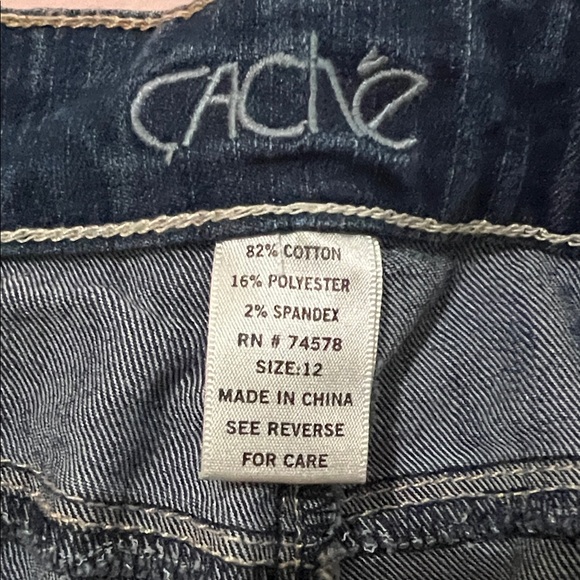 CAChé
82% COTTON
16% POLYESTER
2% SPANDEX
RN # 74578
SIZE:12
MADE IN CHINA
SEE REVERSE
FOR CARE